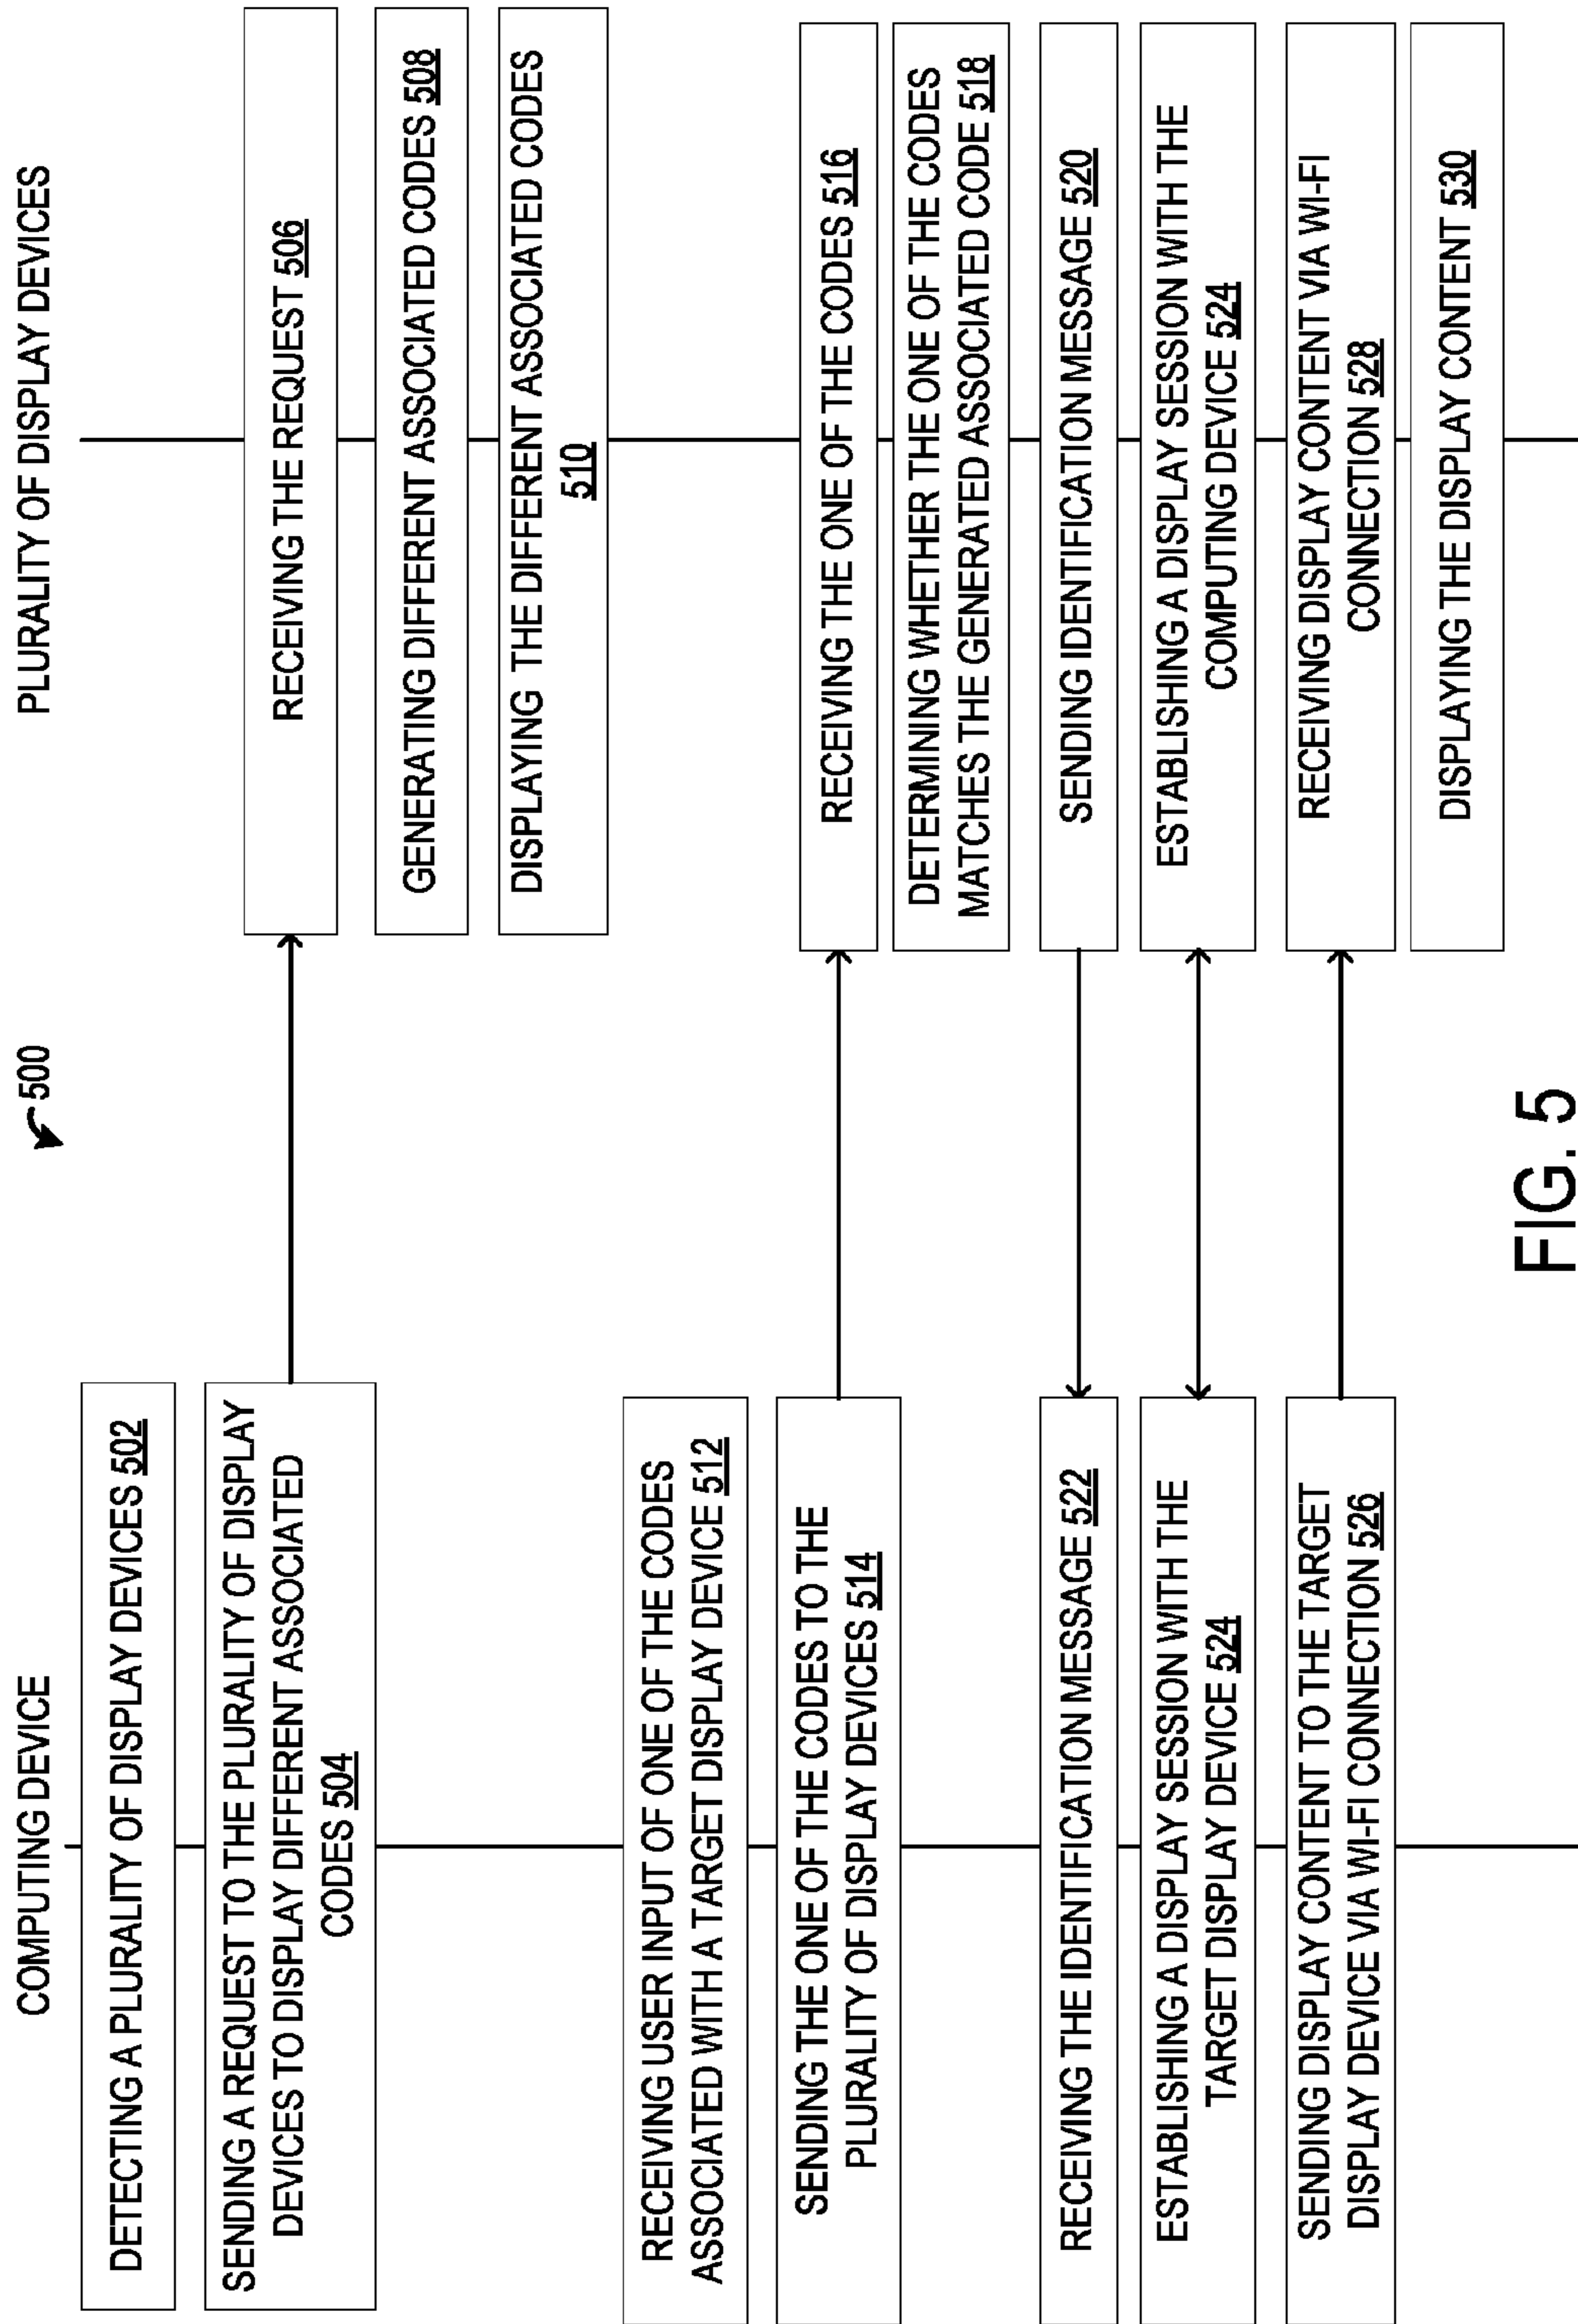 500
COMPUTING DEVICE
PLURALITY OF DISPLAY DEVICES
DETECTING A PLURALITY OF DISPLAY DEVICES 502
SENDING A REQUEST TO THE PLURALITY OF DISPLAY
DEVICES TO DISPLAY DIFFERENT ASSOCIATED
CODES 504
RECEIVING THE REQUEST 506
GENERATING DIFFERENT ASSOCIATED CODES 508
DISPLAYING THE DIFFERENT ASSOCIATED CODES
510
RECEIVING USER INPUT OF ONE OF THE CODES
ASSOCIATED WITH A TARGET DISPLAY DEVICE 512
SENDING THE ONE OF THE CODES TO THE
PLURALITY OF DISPLAY DEVICES 514
RECEIVING THE ONE OF THE CODES 516
DETERMINING WHETHER THE ONE OF THE CODES
MATCHES THE GENERATED ASSOCIATED CODE 518
SENDING IDENTIFICATION MESSAGE 520
RECEIVING THE IDENTIFICATION MESSAGE 522
ESTABLISHING A DISPLAY SESSION WITH THE
TARGET DISPLAY DEVICE 524
ESTABLISHING A DISPLAY SESSION WITH THE
COMPUTING DEVICE 524
SENDING DISPLAY CONTENT TO THE TARGET
DISPLAY DEVICE VIA WI-FI CONNECTION 526
RECEIVING DISPLAY CONTENT VIA WI-FI
CONNECTION 528
DISPLAYING THE DISPLAY CONTENT 530
FIG. 5